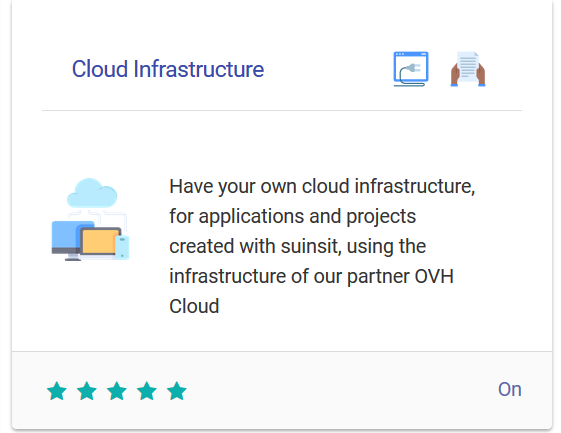 Cloud Infrastructure
Have your own cloud infrastructure,
for applications and projects
created with suinsit, using the
infrastructure of our partner OVH
Cloud
On